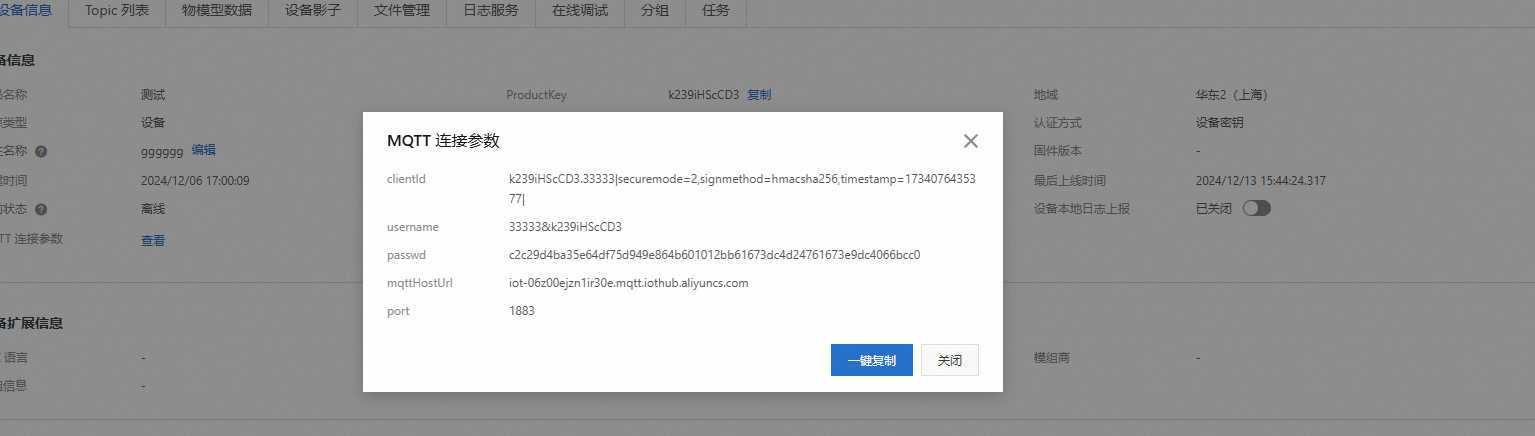 设备信息 Topic 列表 物模型数据 设备影子 文件管理 日志服务 在线调试 分组 任务
备信息
品名称 测试 ProductKey k239iHScCD3 复制 地域 华东2（上海）
类型 设备 认证方式 设备密钥
名称 gggggg 编辑 固件版本 -
时间 2024/12/06 17:00:09 最后上线时间 2024/12/13 15:44:24.317
状态 离线 设备本地日志上报 已关闭
TT 连接参数 查看
MQTT 连接参数
clientId k239iHScCD3.33333|securemode=2,signmethod=hmacsha256,timestamp=17340764353
77|
username 33333&k239iHScCD3
passwd c2c29d4ba35e64df75d949e864b601012bb61673dc4d24761673e9dc4066bcc0
mqttHostUrl iot-06z00ejzn1ir30e.mqtt.iothub.aliyuncs.com
port 1883
一键复制 关闭
备扩展信息
语言 - 模组商 -
信息 -